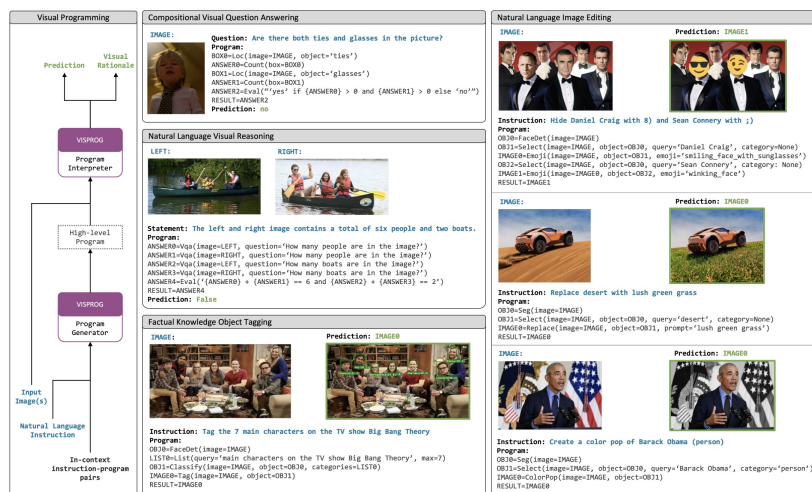 Visual Programming
Prediction
Visual
Rationale
VISPROG
Program
Interpreter
High-level
Program
VISPROG
Program
Generator
Input
Image(s)
Natural Language
Instruction
In-context
instruction-program
pairs
Compositional Visual Question Answering
IMAGE:
Question: Are there both ties and glasses in the picture?
Program:
BOX0=Loc(image=IMAGE, object='ties')
ANSWER0=Count(box=BOX0)
BOX1=Loc(image=IMAGE, object='glasses')
ANSWER1=Count(box=BOX1)
ANSWER2=Eval("'yes' if {ANSWER0} > 0 and {ANSWER1} > 0 else 'no'")
RESULT=ANSWER2
Prediction: no
Natural Language Visual Reasoning
LEFT:
RIGHT:
Statement: The left and right image contains a total of six people and two boats.
Program:
ANSWER0=Vqa(image=LEFT, question='How many people are in the image?')
ANSWER1=Vqa(image=RIGHT, question='How many people are in the image?')
ANSWER2=Vqa(image=LEFT, question='How many boats are in the image?')
ANSWER3=Vqa(image=RIGHT, question='How many boats are in the image?')
ANSWER4=Eval('{ANSWER0} + {ANSWER1} == 6 and {ANSWER2} + {ANSWER3} == 2')
RESULT=ANSWER4
Prediction: False
Factual Knowledge Object Tagging
IMAGE:
Prediction: IMAGE0
Instruction: Tag the 7 main characters on the TV show Big Bang Theory
Program:
OBJ0=FaceDet(image=IMAGE)
LIST0=List(query='main characters on the TV show Big Bang Theory', max=7)
OBJ1=Classify(image=IMAGE, object=OBJ0, categories=LIST0)
IMAGE0=Tag(image=IMAGE, object=OBJ1)
RESULT=IMAGE0
Natural Language Image Editing
IMAGE:
Prediction: IMAGE1
Instruction: Hide Daniel Craig with 8) and Sean Connery with ;)
Program:
OBJ0=FaceDet(image=IMAGE)
OBJ1=Select(image=IMAGE, object=OBJ0, query='Daniel Craig', category=None)
IMAGE0=Emoji(image=IMAGE, object=OBJ1, emoji='smiling_face_with_sunglasses')
OBJ2=Select(image=IMAGE, object=OBJ0, query='Sean Connery', category: None)
IMAGE1=Emoji(image=IMAGE0, object=OBJ2, emoji='winking_face')
RESULT=IMAGE1
IMAGE:
Prediction: IMAGE0
Instruction: Replace desert with lush green grass
Program:
OBJ0=Seg(image=IMAGE)
OBJ1=Select(image=IMAGE, object=OBJ0, query='desert', category=None)
IMAGE0=Replace(image=IMAGE, object=OBJ1, prompt='lush green grass')
RESULT=IMAGE0
IMAGE:
Prediction: IMAGE0
Instruction: Create a color pop of Barack Obama (person)
Program:
OBJ0=Seg(image=IMAGE)
OBJ1=Select(image=IMAGE, object=OBJ0, query='Barack Obama', category='person')
IMAGE0=ColorPop(image=IMAGE, object=OBJ1)
RESULT=IMAGE0